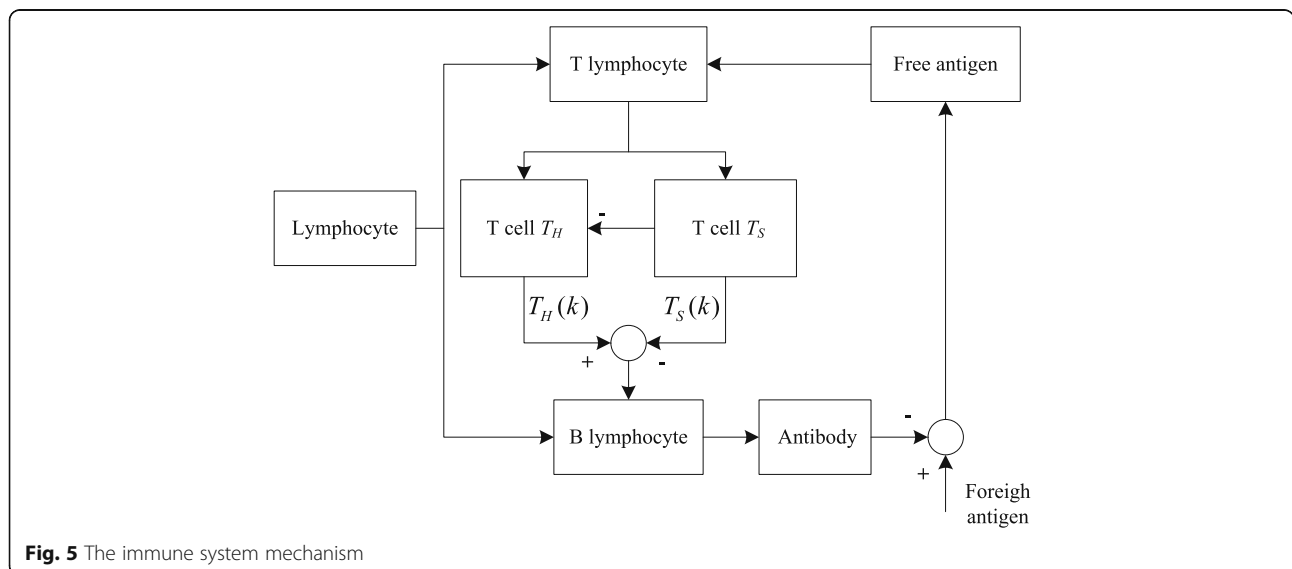 T lymphocyte
Free antigen
Lymphocyte
T cell T_H
-
T cell T_S
T_H(k)
T_S(k)
+
-
B lymphocyte
Antibody
-
+
Foreigh
antigen
Fig. 5 The immune system mechanism